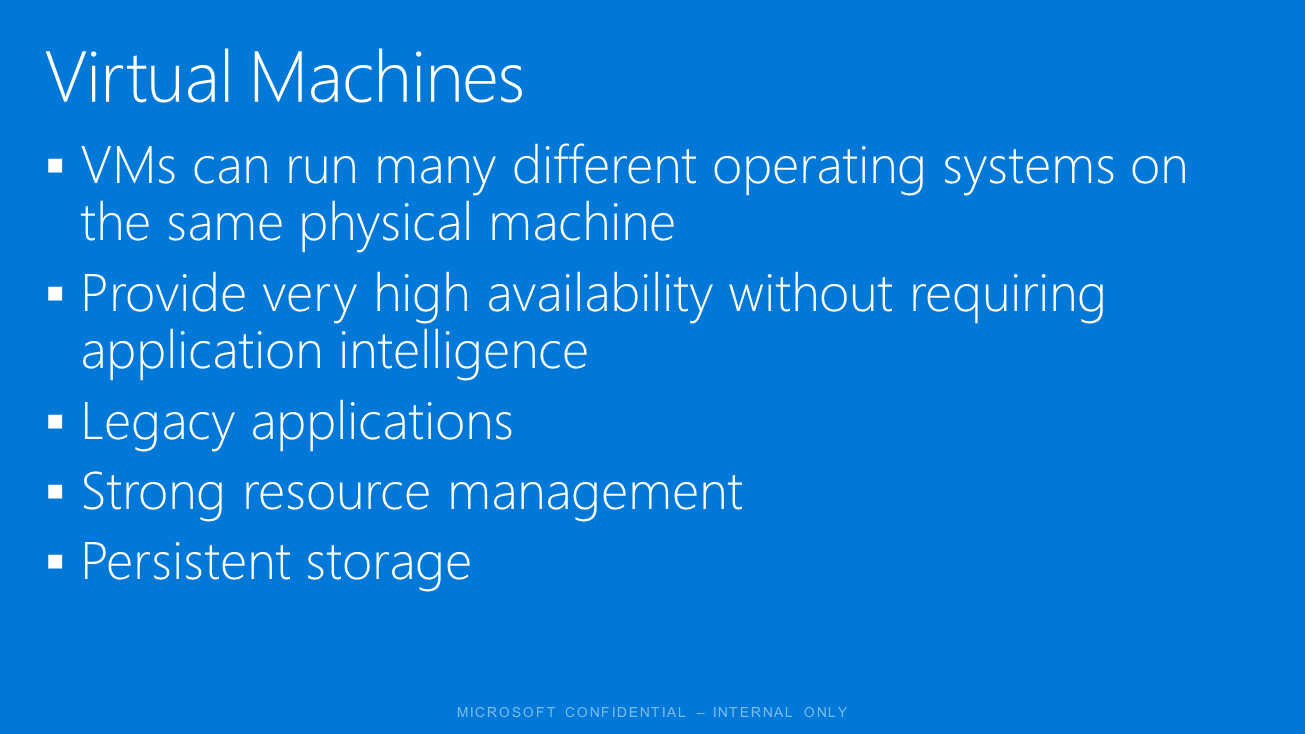 Virtual Machines
▪ VMs can run many different operating systems on
the same physical machine
▪ Provide very high availability without requiring
application intelligence
▪ Legacy applications
▪ Strong resource management
▪ Persistent storage
MICROSOFT CONFIDENTIAL – INTERNAL ONLY